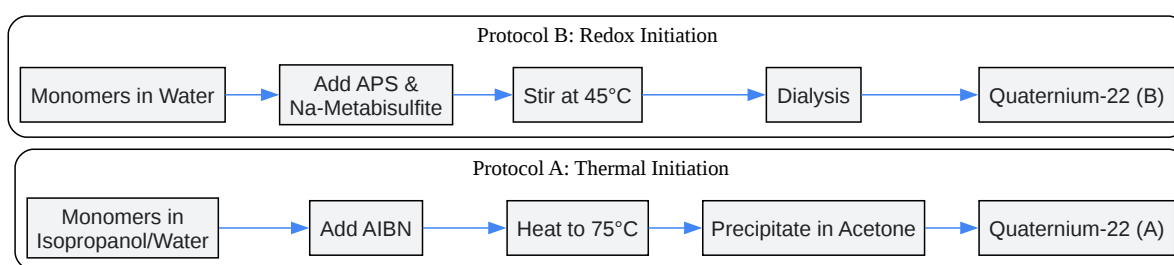 Protocol B: Redox Initiation
Monomers in Water
Add APS &
Na-Metabisulfite
Stir at 45°C
Dialysis
Quaternium-22 (B)
Protocol A: Thermal Initiation
Monomers in
Isopropanol/Water
Add AIBN
Heat to 75°C
Precipitate in Acetone
Quaternium-22 (A)